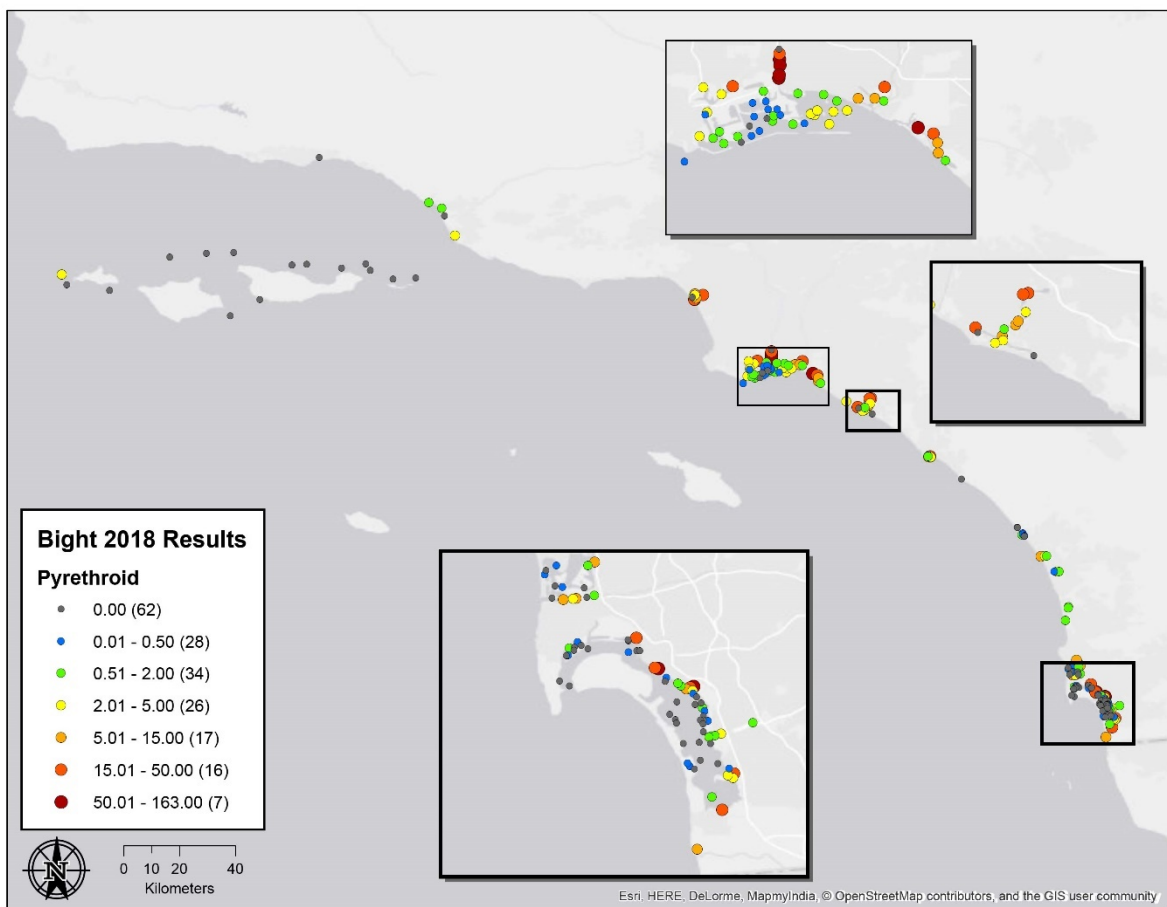 Bight 2018 Results
Pyrethroid
0.00 (62)
0.01 - 0.50 (28)
0.51 - 2.00 (34)
2.01 - 5.00 (26)
5.01 - 15.00 (17)
15.01 - 50.00 (16)
50.01 - 163.00 (7)
N
0 10 20 40
Kilometers
Esri, HERE, DeLorme, MapmyIndia, © OpenStreetMap contributors, and the GIS user community